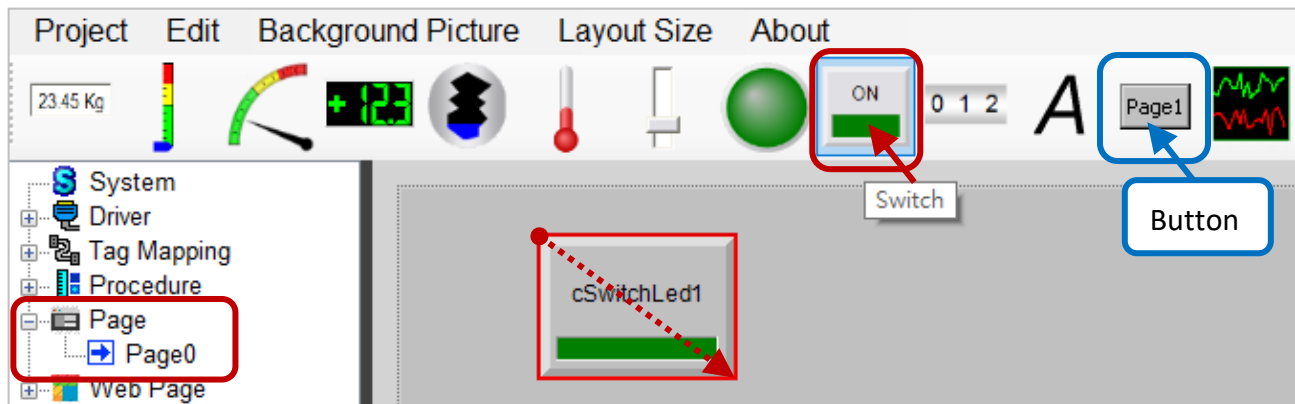 Project Edit Background Picture Layout Size About
23.45 Kg +12.3 ON 0 1 2 A Page1
Switch
Button
System
Driver
Tag Mapping
Procedure
Page
Page0
Web Page
cSwitchLed1